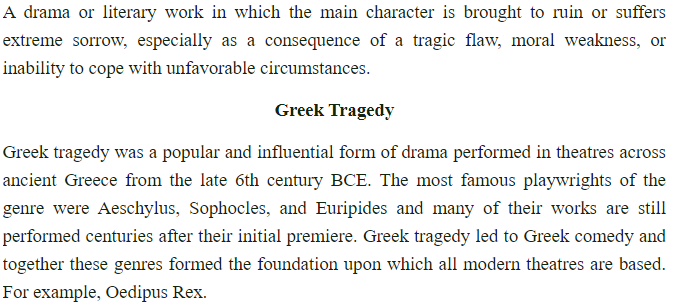 A drama or literary work in which the main character is brought to ruin or suffers
extreme sorrow, especially as a consequence of a tragic flaw, moral weakness, or
inability to cope with unfavorable circumstances.
Greek Tragedy
Greek tragedy was a popular and influential form of drama performed in theatres across
ancient Greece from the late 6th century BCE. The most famous playwrights of the
genre were Aeschylus, Sophocles, and Euripides and many of their works are still
performed centuries after their initial premiere. Greek tragedy led to Greek comedy and
together these genres formed the foundation upon which all modern theatres are based.
For example, Oedipus Rex.